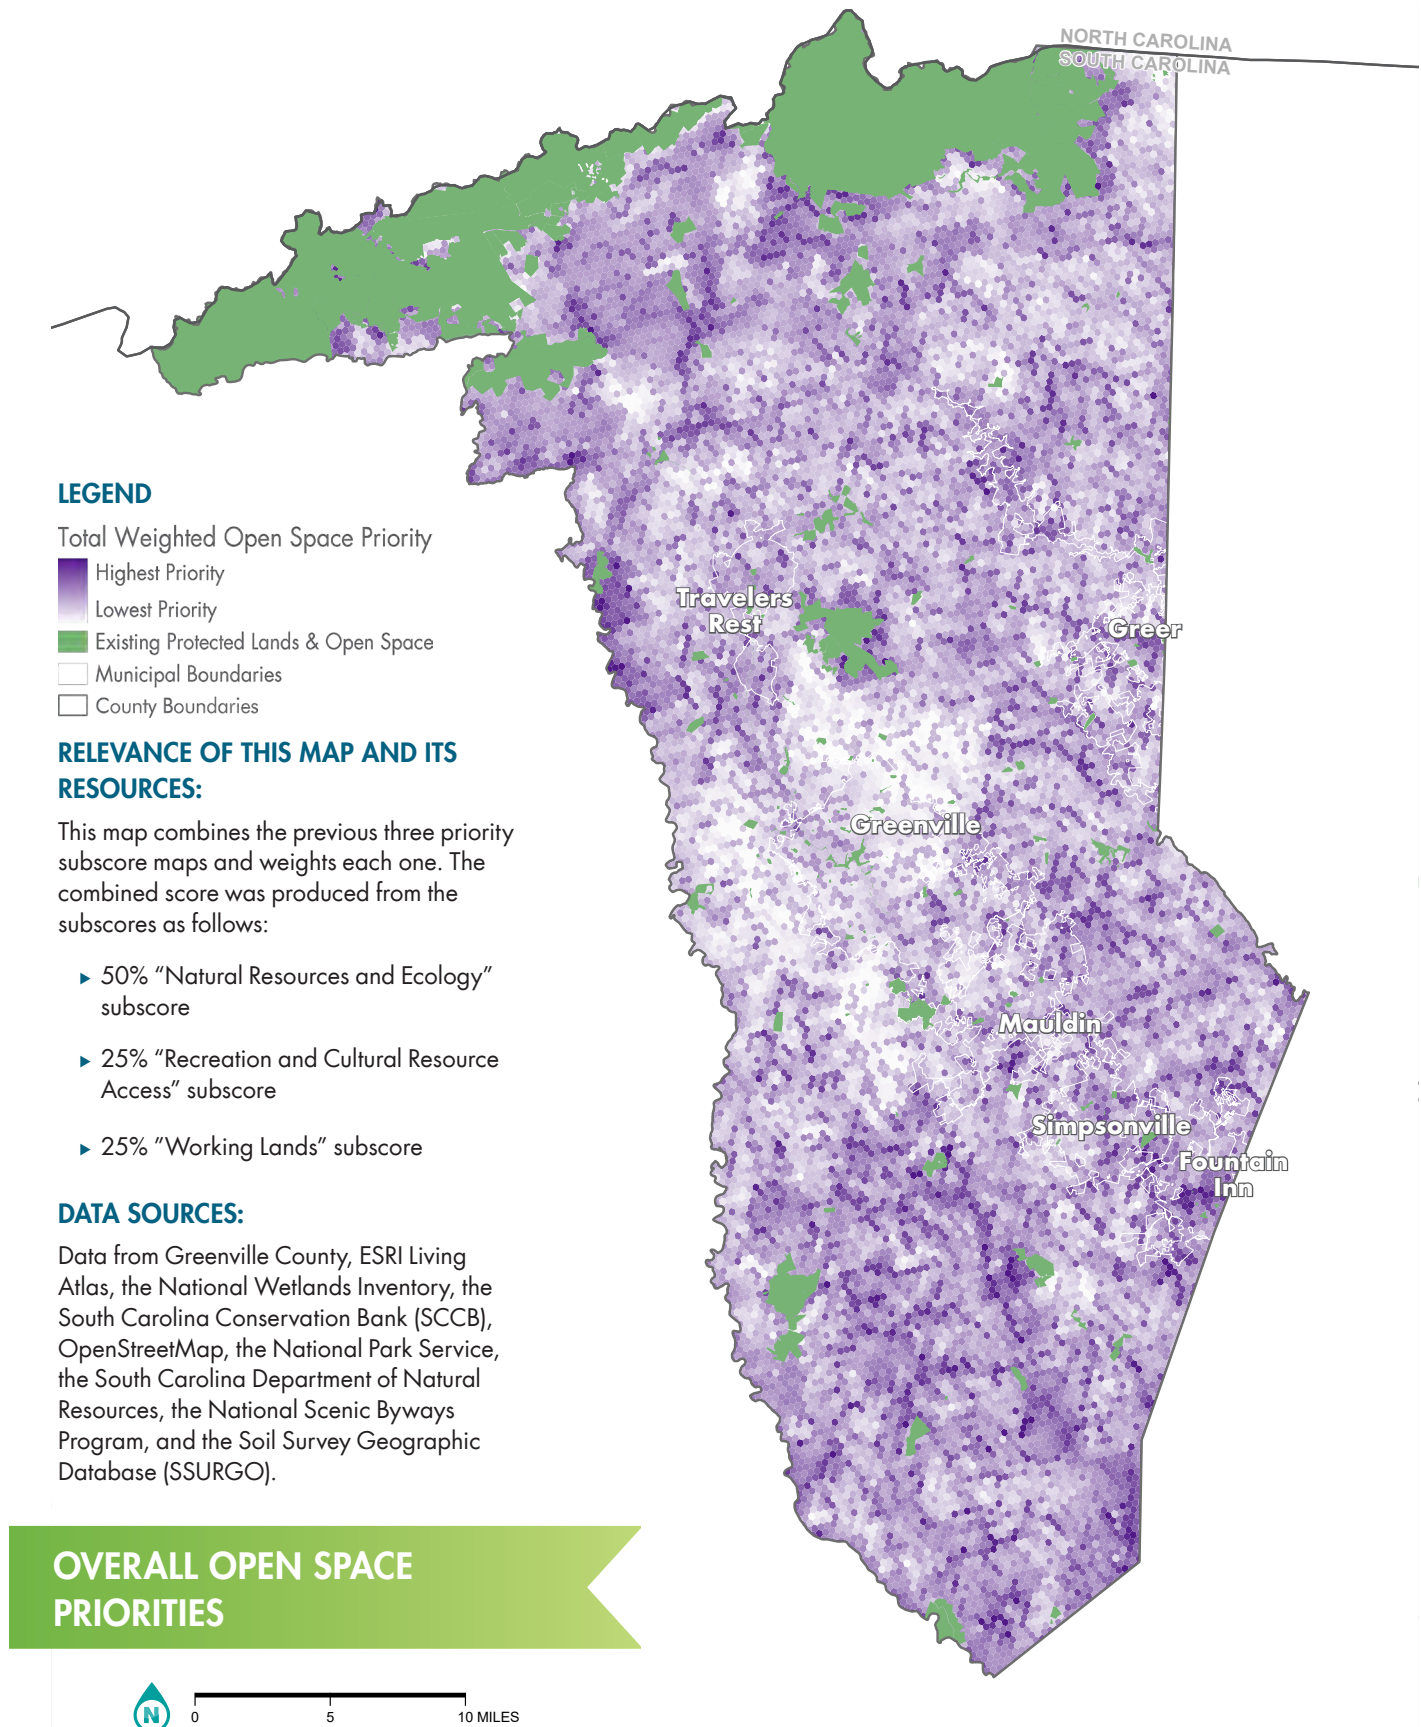 NORTH CAROLINA
SOUTH CAROLINA
LEGEND
Total Weighted Open Space Priority
Highest Priority
Lowest Priority
Existing Protected Lands & Open Space
Municipal Boundaries
County Boundaries
Travelers
Rest
Greer
Greenville
Mauldin
Simpsonville
Fountain
Inn
RELEVANCE OF THIS MAP AND ITS
RESOURCES:
This map combines the previous three priority
subscore maps and weights each one. The
combined score was produced from the
subscores as follows:
▸ 50% “Natural Resources and Ecology”
subscore
▸ 25% “Recreation and Cultural Resource
Access” subscore
▸ 25% “Working Lands” subscore
DATA SOURCES:
Data from Greenville County, ESRI Living
Atlas, the National Wetlands Inventory, the
South Carolina Conservation Bank (SCCB),
OpenStreetMap, the National Park Service,
the South Carolina Department of Natural
Resources, the National Scenic Byways
Program, and the Soil Survey Geographic
Database (SSURGO).
OVERALL OPEN SPACE
PRIORITIES
N
0 5 10 MILES